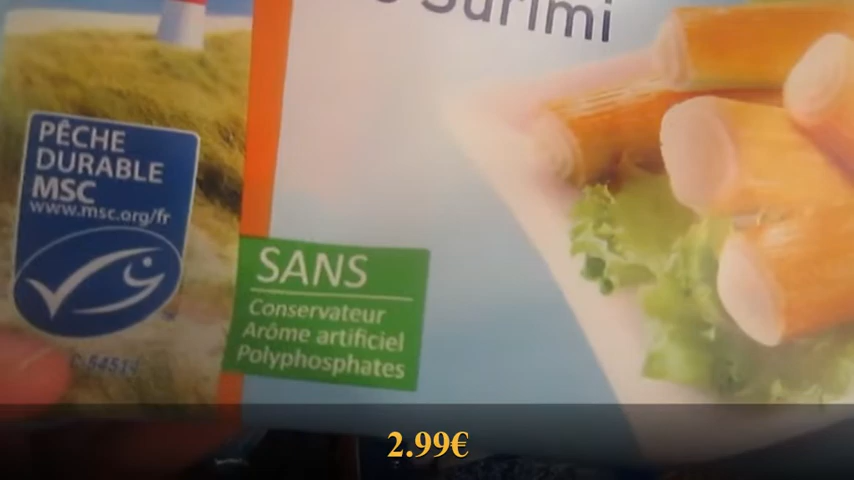 Surimi
PÊCHE
DURABLE
MSC
www.msc.org/fr
SANS
Conservateur
Arôme artificiel
Polyphosphates
2.99€